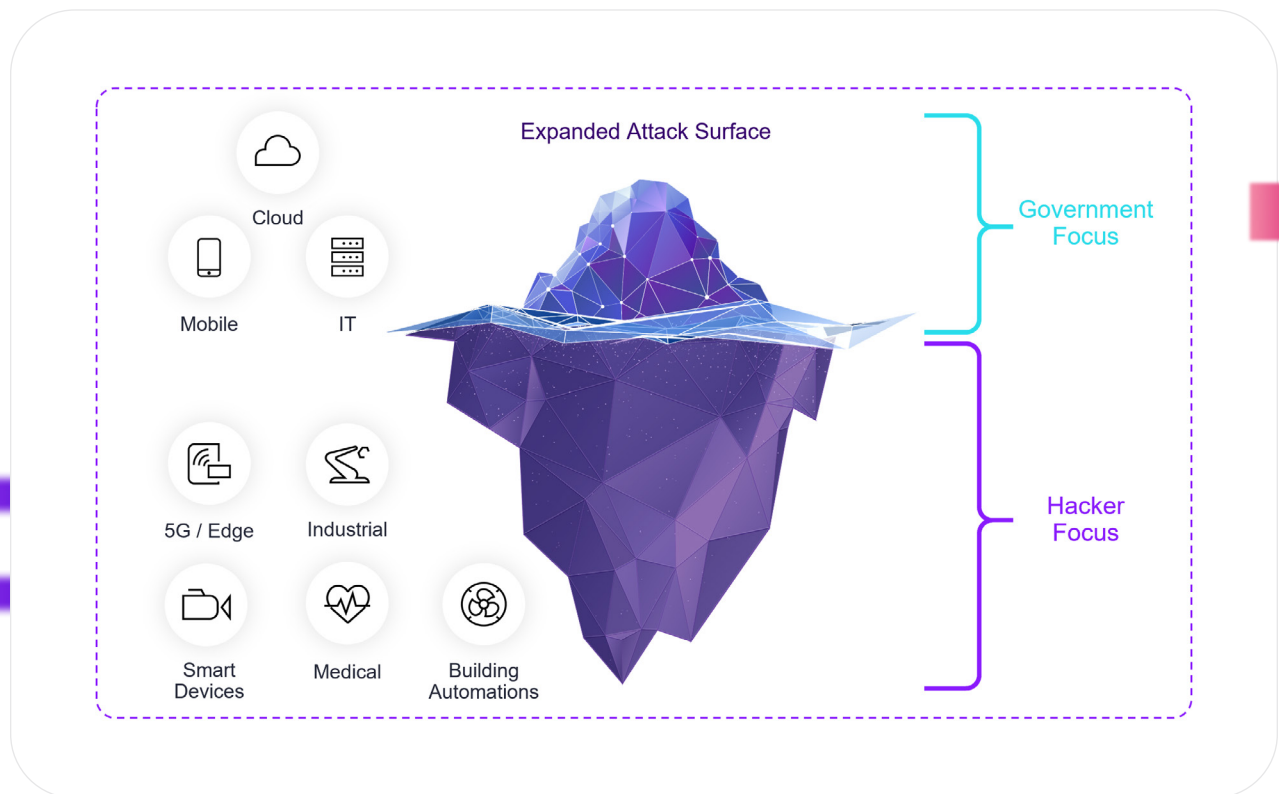 Expanded Attack Surface
Cloud
Mobile
IT
Government
Focus
5G / Edge
Industrial
Hacker
Focus
Smart
Devices
Medical
Building
Automations